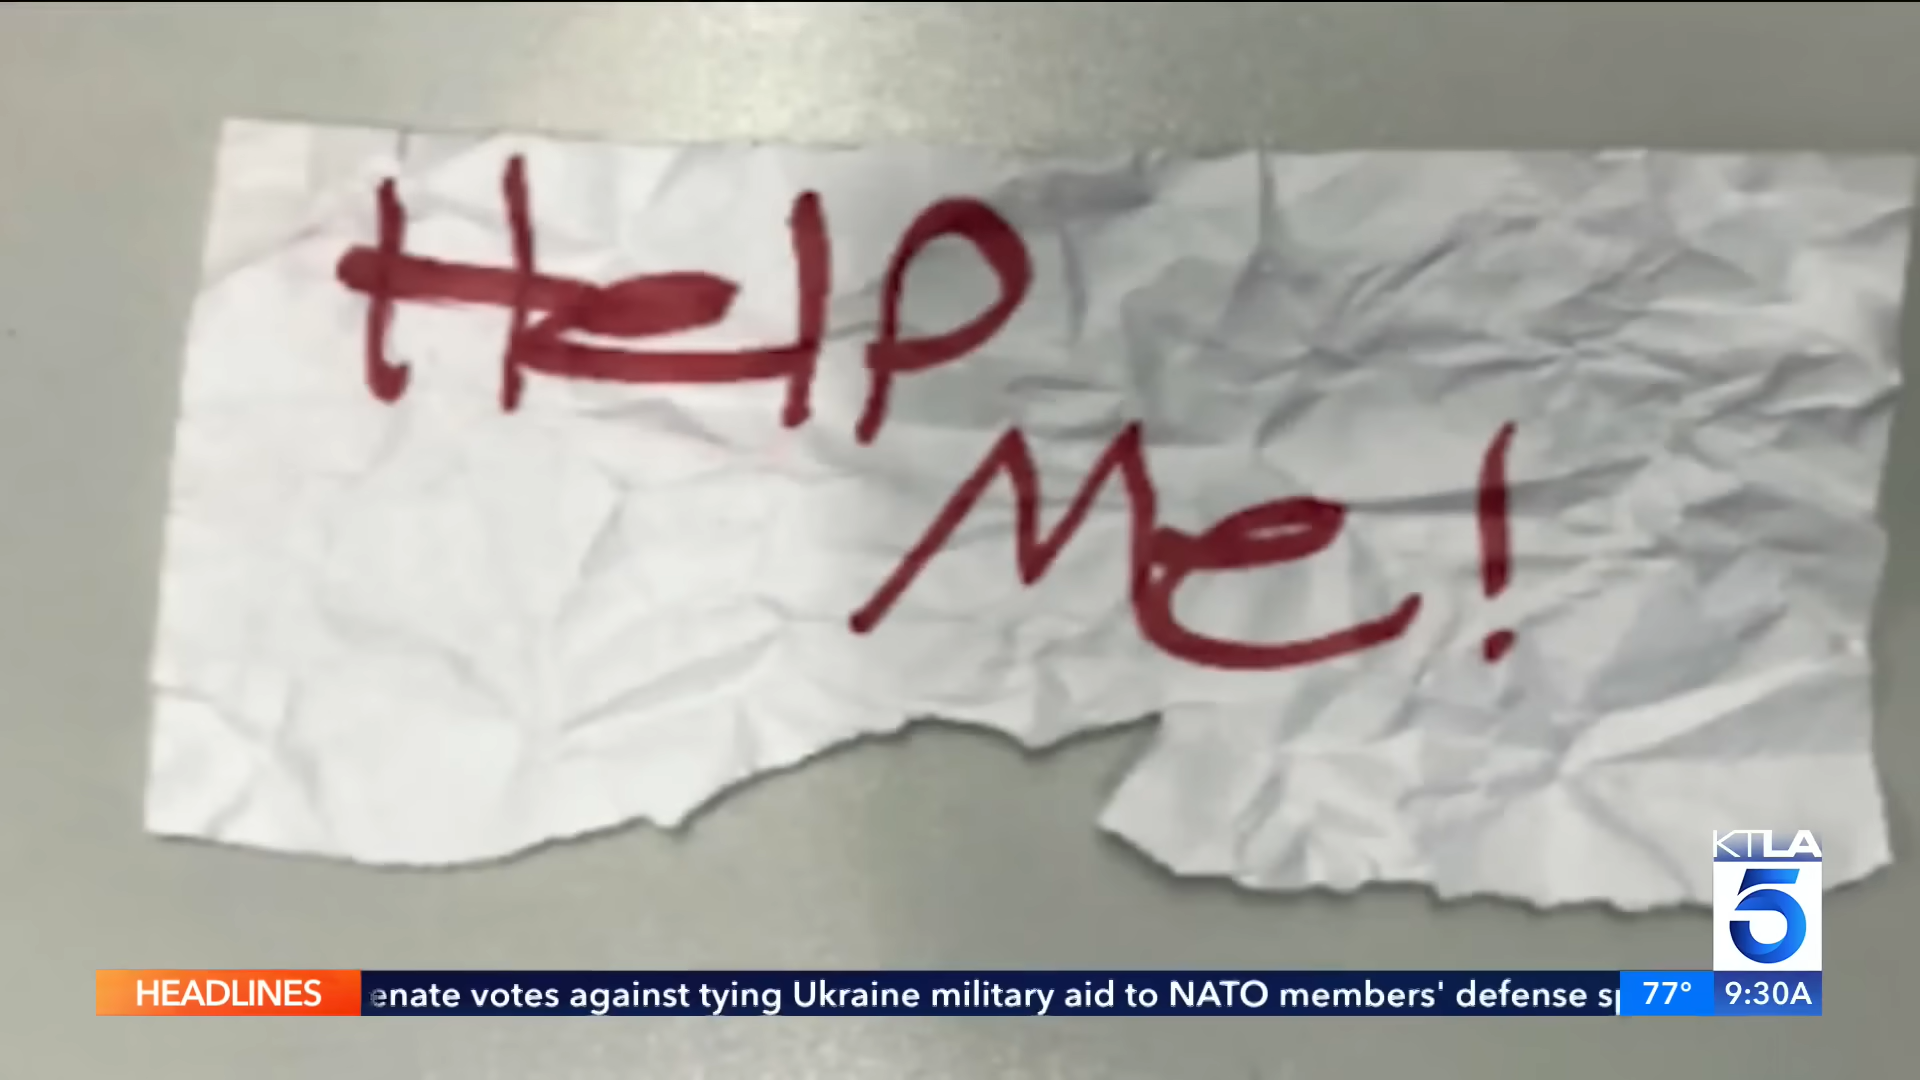 Help
Me!
KTLA
5
HEADLINES
enate votes against tying Ukraine military aid to NATO members' defense sp
77°
9:30A